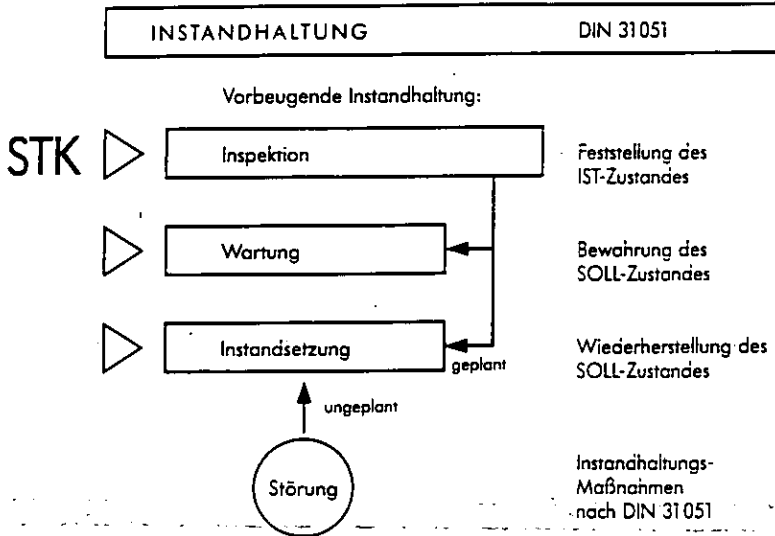 INSTANDHALTUNG DIN 31051
Vorbeugende Instandhaltung:
STK Inspektion Feststellung des
IST-Zustandes
Wartung Bewahrung des
SOLL-Zustandes
Instandsetzung Wiederherstellung des
geplant SOLL-Zustandes
ungeplant
Störung Instandhaltungs-
Maßnahmen
nach DIN 31051